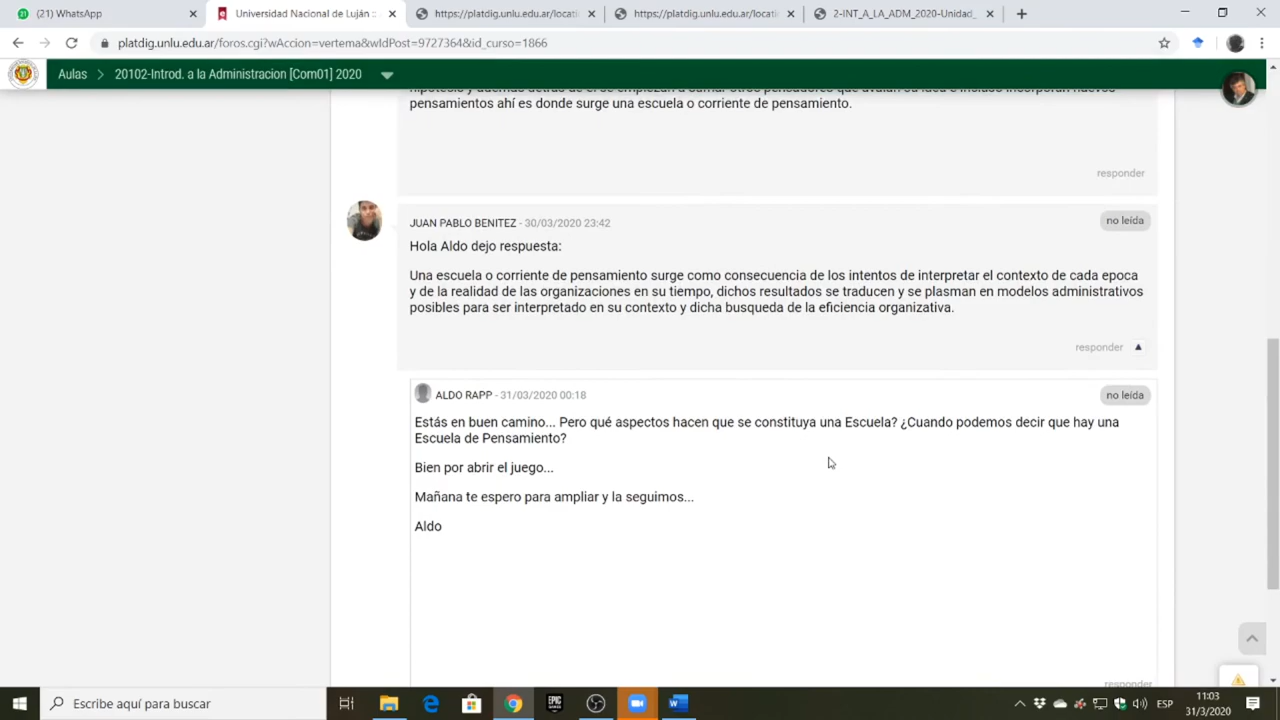 (21) WhatsApp
Universidad Nacional de Luján ::
https://platdig.unlu.edu.ar/locati
https://platdig.unlu.edu.ar/locati
2-INT_A_LA_ADM_2020-Unidad_
platdig.unlu.edu.ar/foros.cgi?wAccion=vertema&wIdPost=9727364&id_curso=1866
Aulas
20102-Introd. a la Administracion [Com01] 2020
pensamientos ahí es donde surge una escuela o corriente de pensamiento.
responder
JUAN PABLO BENITEZ - 30/03/2020 23:42
no leída
Hola Aldo dejo respuesta:
Una escuela o corriente de pensamiento surge como consecuencia de los intentos de interpretar el contexto de cada epoca
y de la realidad de las organizaciones en su tiempo, dichos resultados se traducen y se plasman en modelos administrativos
posibles para ser interpretado en su contexto y dicha busqueda de la eficiencia organizativa.
responder
ALDO RAPP - 31/03/2020 00:18
no leída
Estás en buen camino... Pero qué aspectos hacen que se constituya una Escuela? ¿Cuando podemos decir que hay una
Escuela de Pensamiento?
Bien por abrir el juego...
Mañana te espero para ampliar y la seguimos...
Aldo
responder
Escribe aquí para buscar
EPIC GAMES
ESP
11:03
31/3/2020